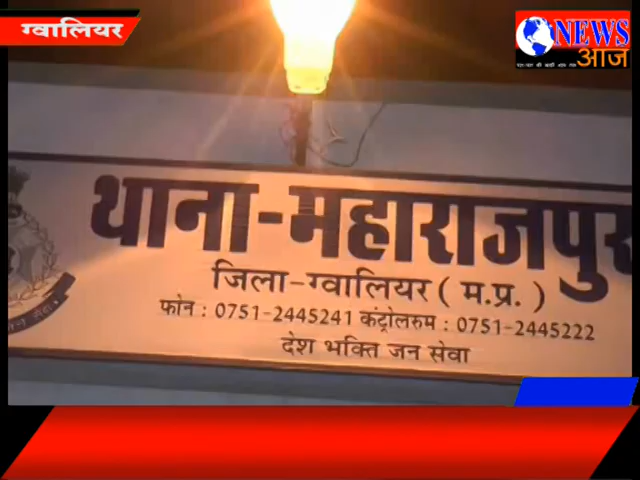 ग्वालियर
NEWS
आज
थाना-महाराजपु
जिला-ग्वालियर ( म.प्र. )
फोन : 0751-2445241 कंट्रोलरुम : 0751-2445222
देश भक्ति जन सेवा